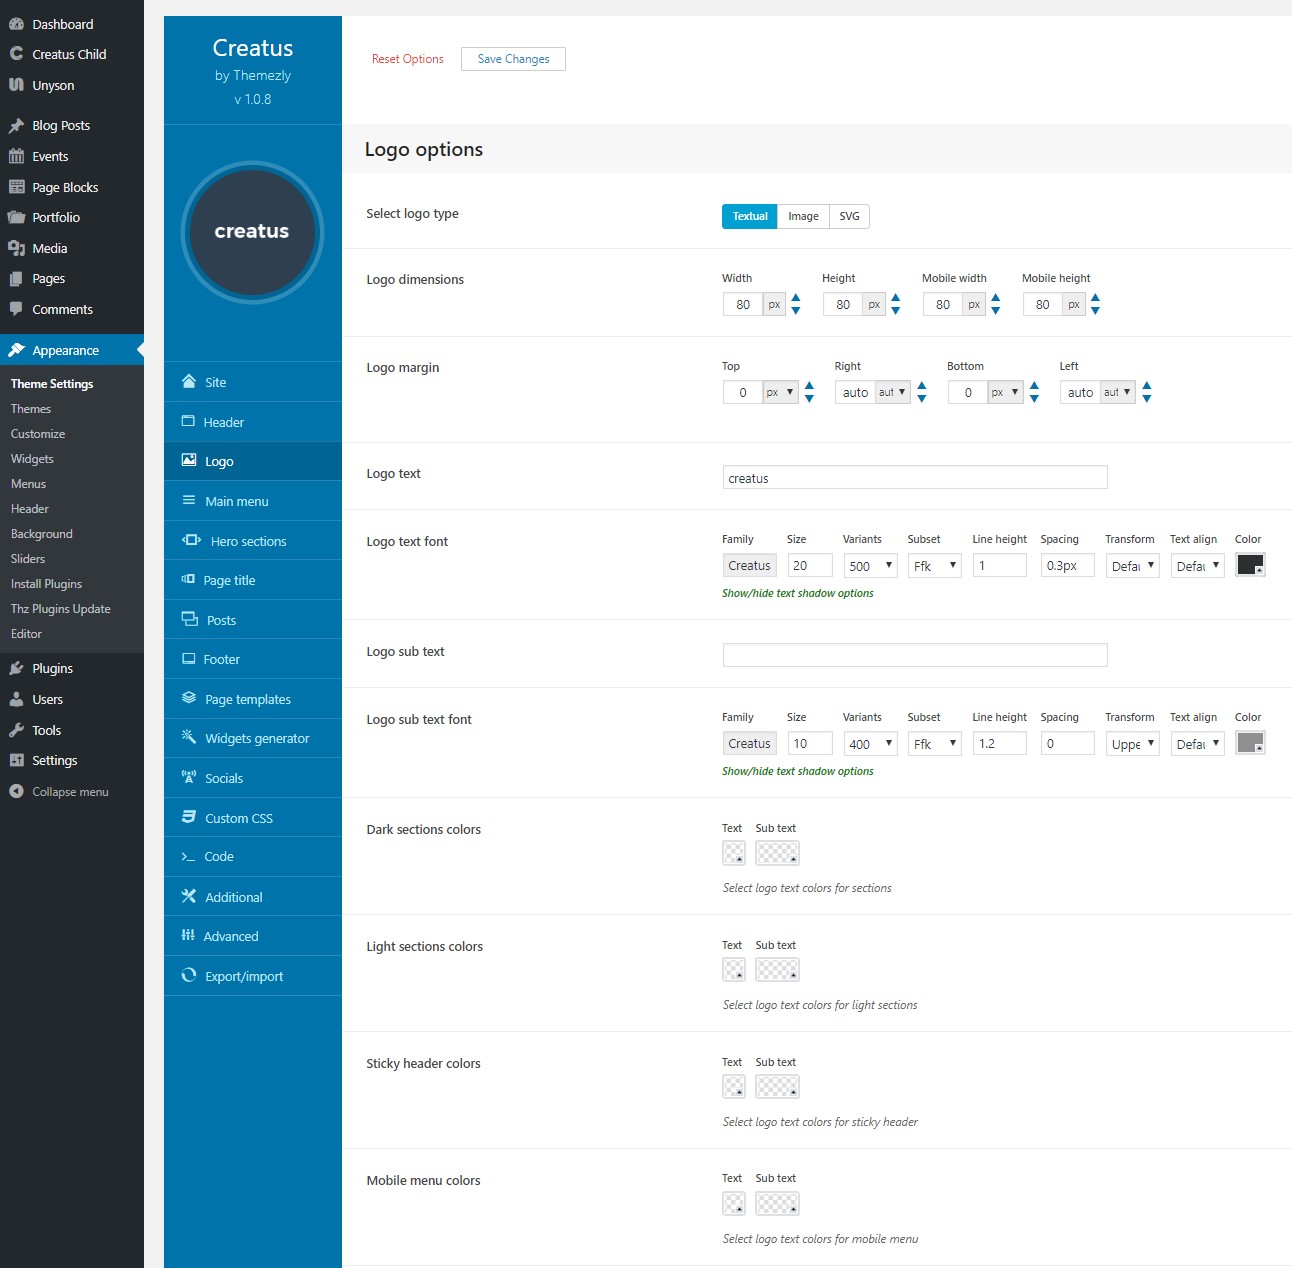 Dashboard
Creatus Child
Unyson
Blog Posts
Events
Page Blocks
Portfolio
Media
Pages
Comments
Appearance
Theme Settings
Themes
Customize
Widgets
Menus
Header
Background
Sliders
Install Plugins
Thz Plugins Update
Editor
Plugins
Users
Tools
Settings
Collapse menu
Creatus
by Themezly
v 1.0.8
creatus
Site
Header
Logo
Main menu
Hero sections
Page title
Posts
Footer
Page templates
Widgets generator
Socials
Custom CSS
Code
Additional
Advanced
Export/import
Reset Options Save Changes
Logo options
Select logo type Textual Image SVG
Logo dimensions Width Height Mobile width Mobile height
80 px 80 px 80 px 80 px
Logo margin Top Right Bottom Left
0 px auto aut 0 px auto aut
Logo text creatus
Logo text font Family Size Variants Subset Line height Spacing Transform Text align Color
Creatus 20 500 Ffk 1 0.3px Defau Defau
Show/hide text shadow options
Logo sub text
Logo sub text font Family Size Variants Subset Line height Spacing Transform Text align Color
Creatus 10 400 Ffk 1.2 0 Uppe Defau
Show/hide text shadow options
Dark sections colors Text Sub text
Select logo text colors for sections
Light sections colors Text Sub text
Select logo text colors for light sections
Sticky header colors Text Sub text
Select logo text colors for sticky header
Mobile menu colors Text Sub text
Select logo text colors for mobile menu